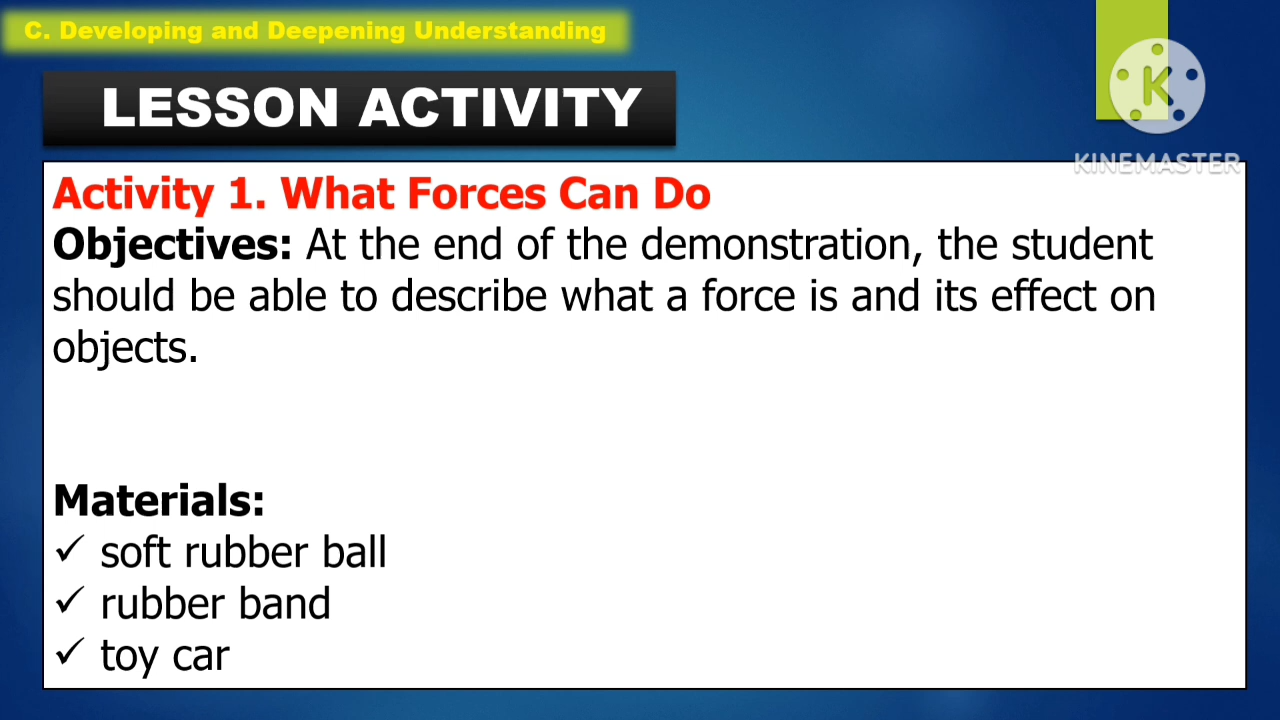 C. Developing and Deepening Understanding
LESSON ACTIVITY
K
KINEMASTER
Activity 1. What Forces Can Do
Objectives: At the end of the demonstration, the student
should be able to describe what a force is and its effect on
objects.
Materials:
✓ soft rubber ball
✓ rubber band
✓ toy car